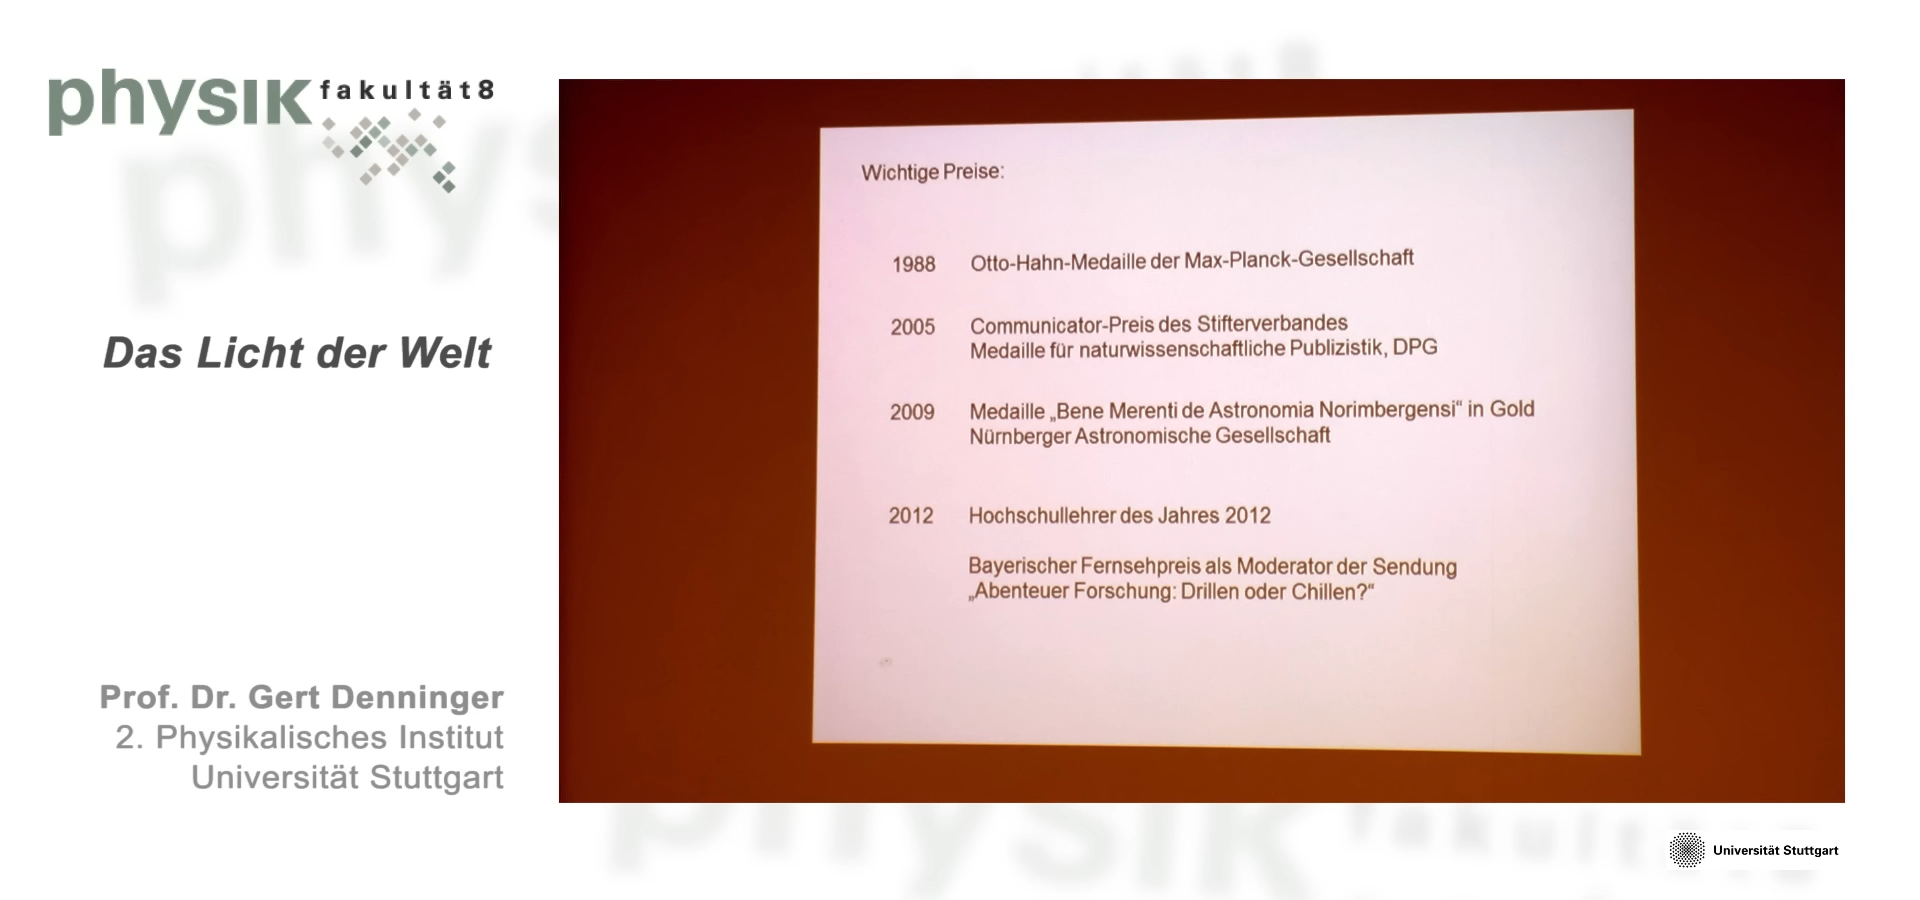 physik fakultät8
Das Licht der Welt
Prof. Dr. Gert Denninger
2. Physikalisches Institut
Universität Stuttgart
Wichtige Preise:
1988 Otto-Hahn-Medaille der Max-Planck-Gesellschaft
2005 Communicator-Preis des Stifterverbandes
Medaille für naturwissenschaftliche Publizistik, DPG
2009 Medaille „Bene Merenti de Astronomia Norimbergensi“ in Gold
Nürnberger Astronomische Gesellschaft
2012 Hochschullehrer des Jahres 2012
Bayerischer Fernsehpreis als Moderator der Sendung
„Abenteuer Forschung: Drillen oder Chillen?“
Universität Stuttgart